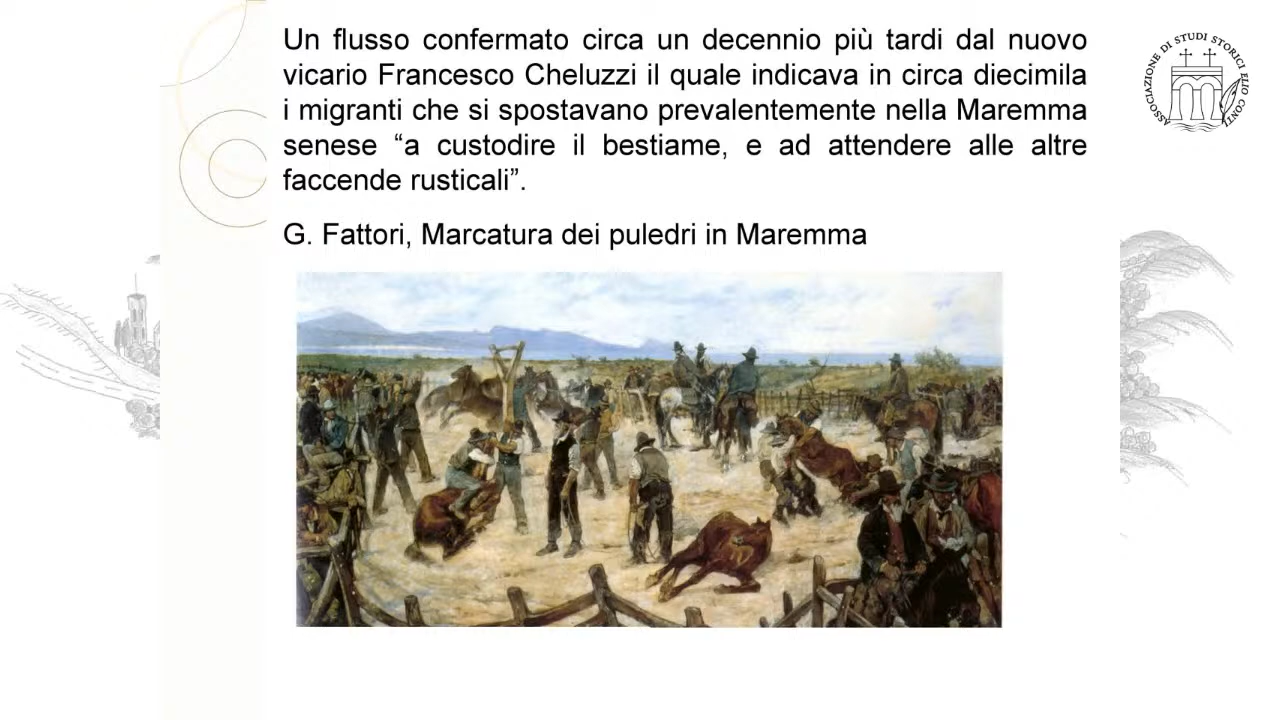 Un flusso confermato circa un decennio più tardi dal nuovo
vicario Francesco Cheluzzi il quale indicava in circa diecimila
i migranti che si spostavano prevalentemente nella Maremma
senese “a custodire il bestiame, e ad attendere alle altre
faccende rusticali”.
G. Fattori, Marcatura dei puledri in Maremma
ASSOCIAZIONE DI STUDI STORICI ELIO CONTI